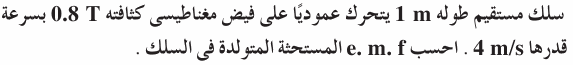 سلك مستقيم طوله 1 m يتحرك عموديًا على فيض مغناطيسى كثافته 0.8 T بسرعة
قدرها 4 m/s . احسب e. m. f المستحثة المتولدة فى السلك .